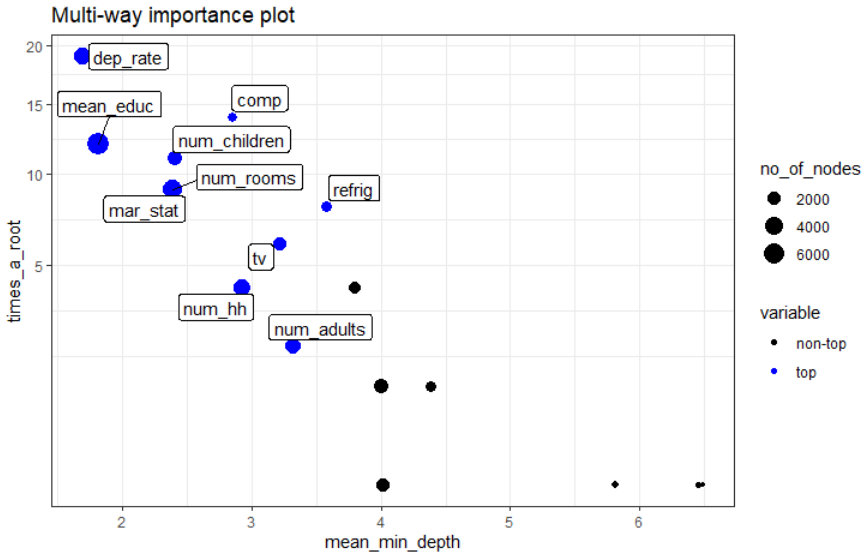 Multi-way importance plot
20
dep_rate
mean_educ
comp
15
num_children
10
num_rooms
refrig
mar_stat
tv
5
num_hh
num_adults
times_a_root
2
3
4
5
6
mean_min_depth
no_of_nodes
2000
4000
6000
variable
non-top
top